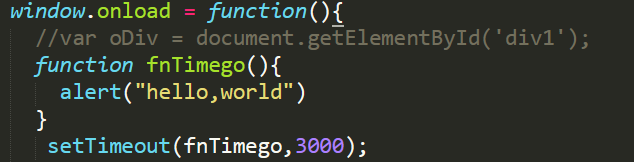 window.onload = function(){
//var oDiv = document.getElementById('div1');
function fnTimego(){
alert("hello,world")
}
setTimeout(fnTimego,3000);